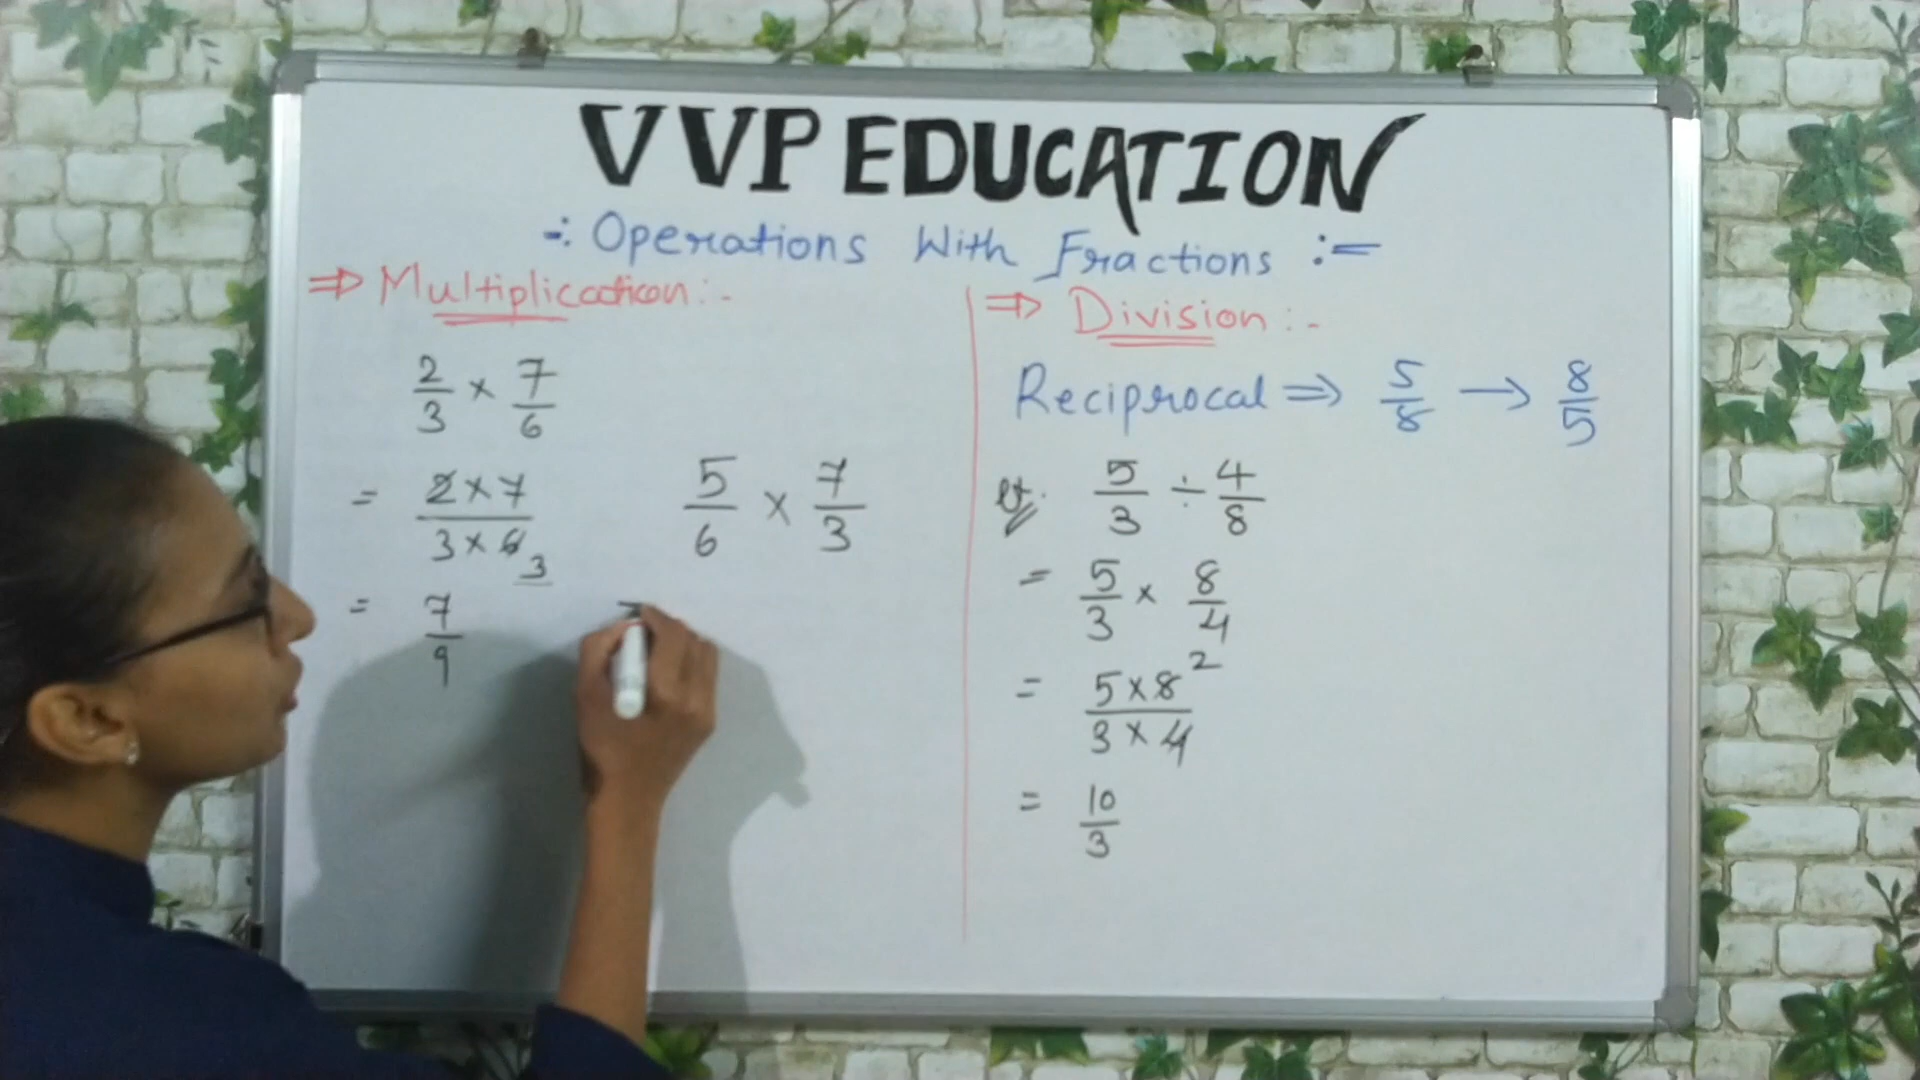 VVP EDUCATION
-: Operations With Fractions :-
⇒ Multiplication :-
2/3 × 7/6
= 2 × 7 / 3 × 6 3
= 7/9
5/6 × 7/3
⇒ Division :-
Reciprocal ⇒ 5/8 → 8/5
5/3 ÷ 4/8
= 5/3 × 8/4
= 5 × 8 2 / 3 × 4
= 10/3